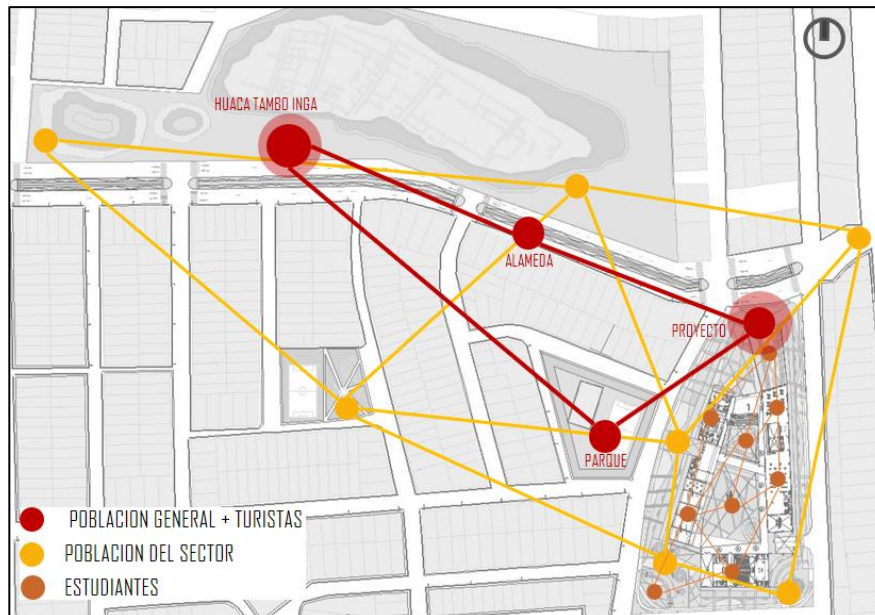 HUACA TAMBO INGA
ALAMEDA
PROYECTO
PARQUE
POBLACION GENERAL + TURISTAS
POBLACION DEL SECTOR
ESTUDIANTES